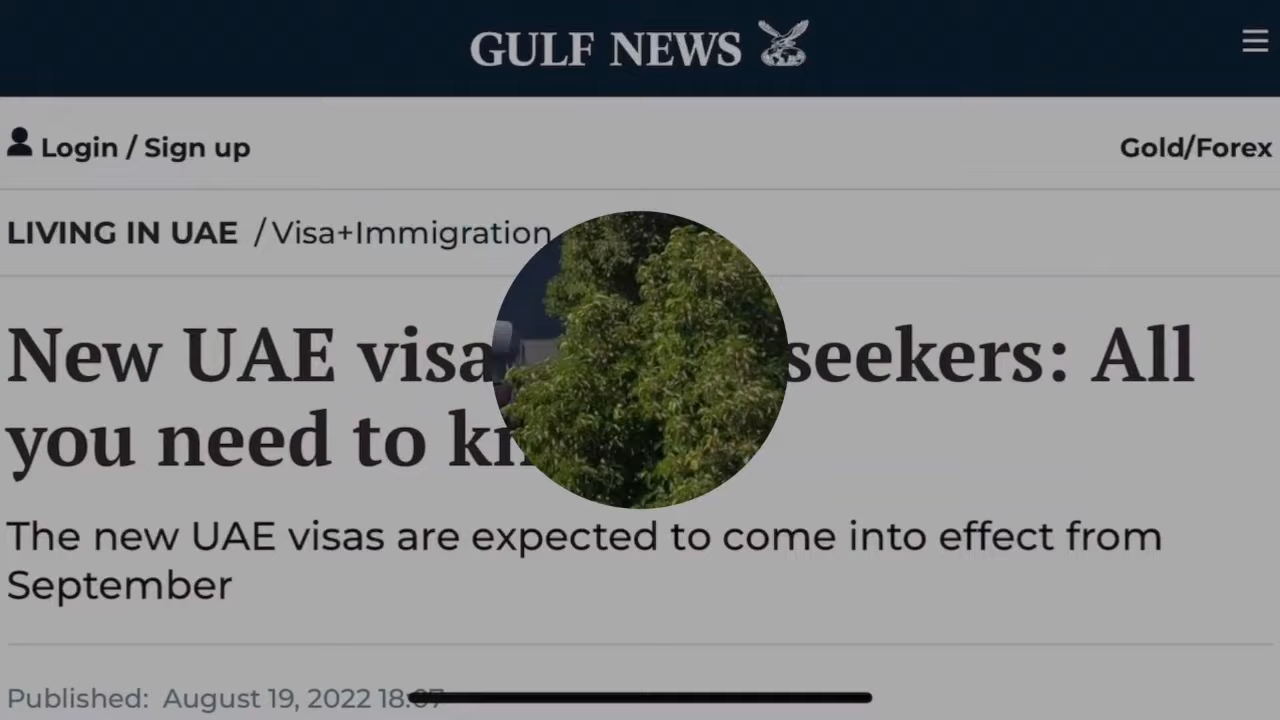 GULF NEWS
Login / Sign up
Gold/Forex
LIVING IN UAE / Visa+Immigration
New UAE visa seekers: All
you need to
The new UAE visas are expected to come into effect from
September
Published: August 19, 2022